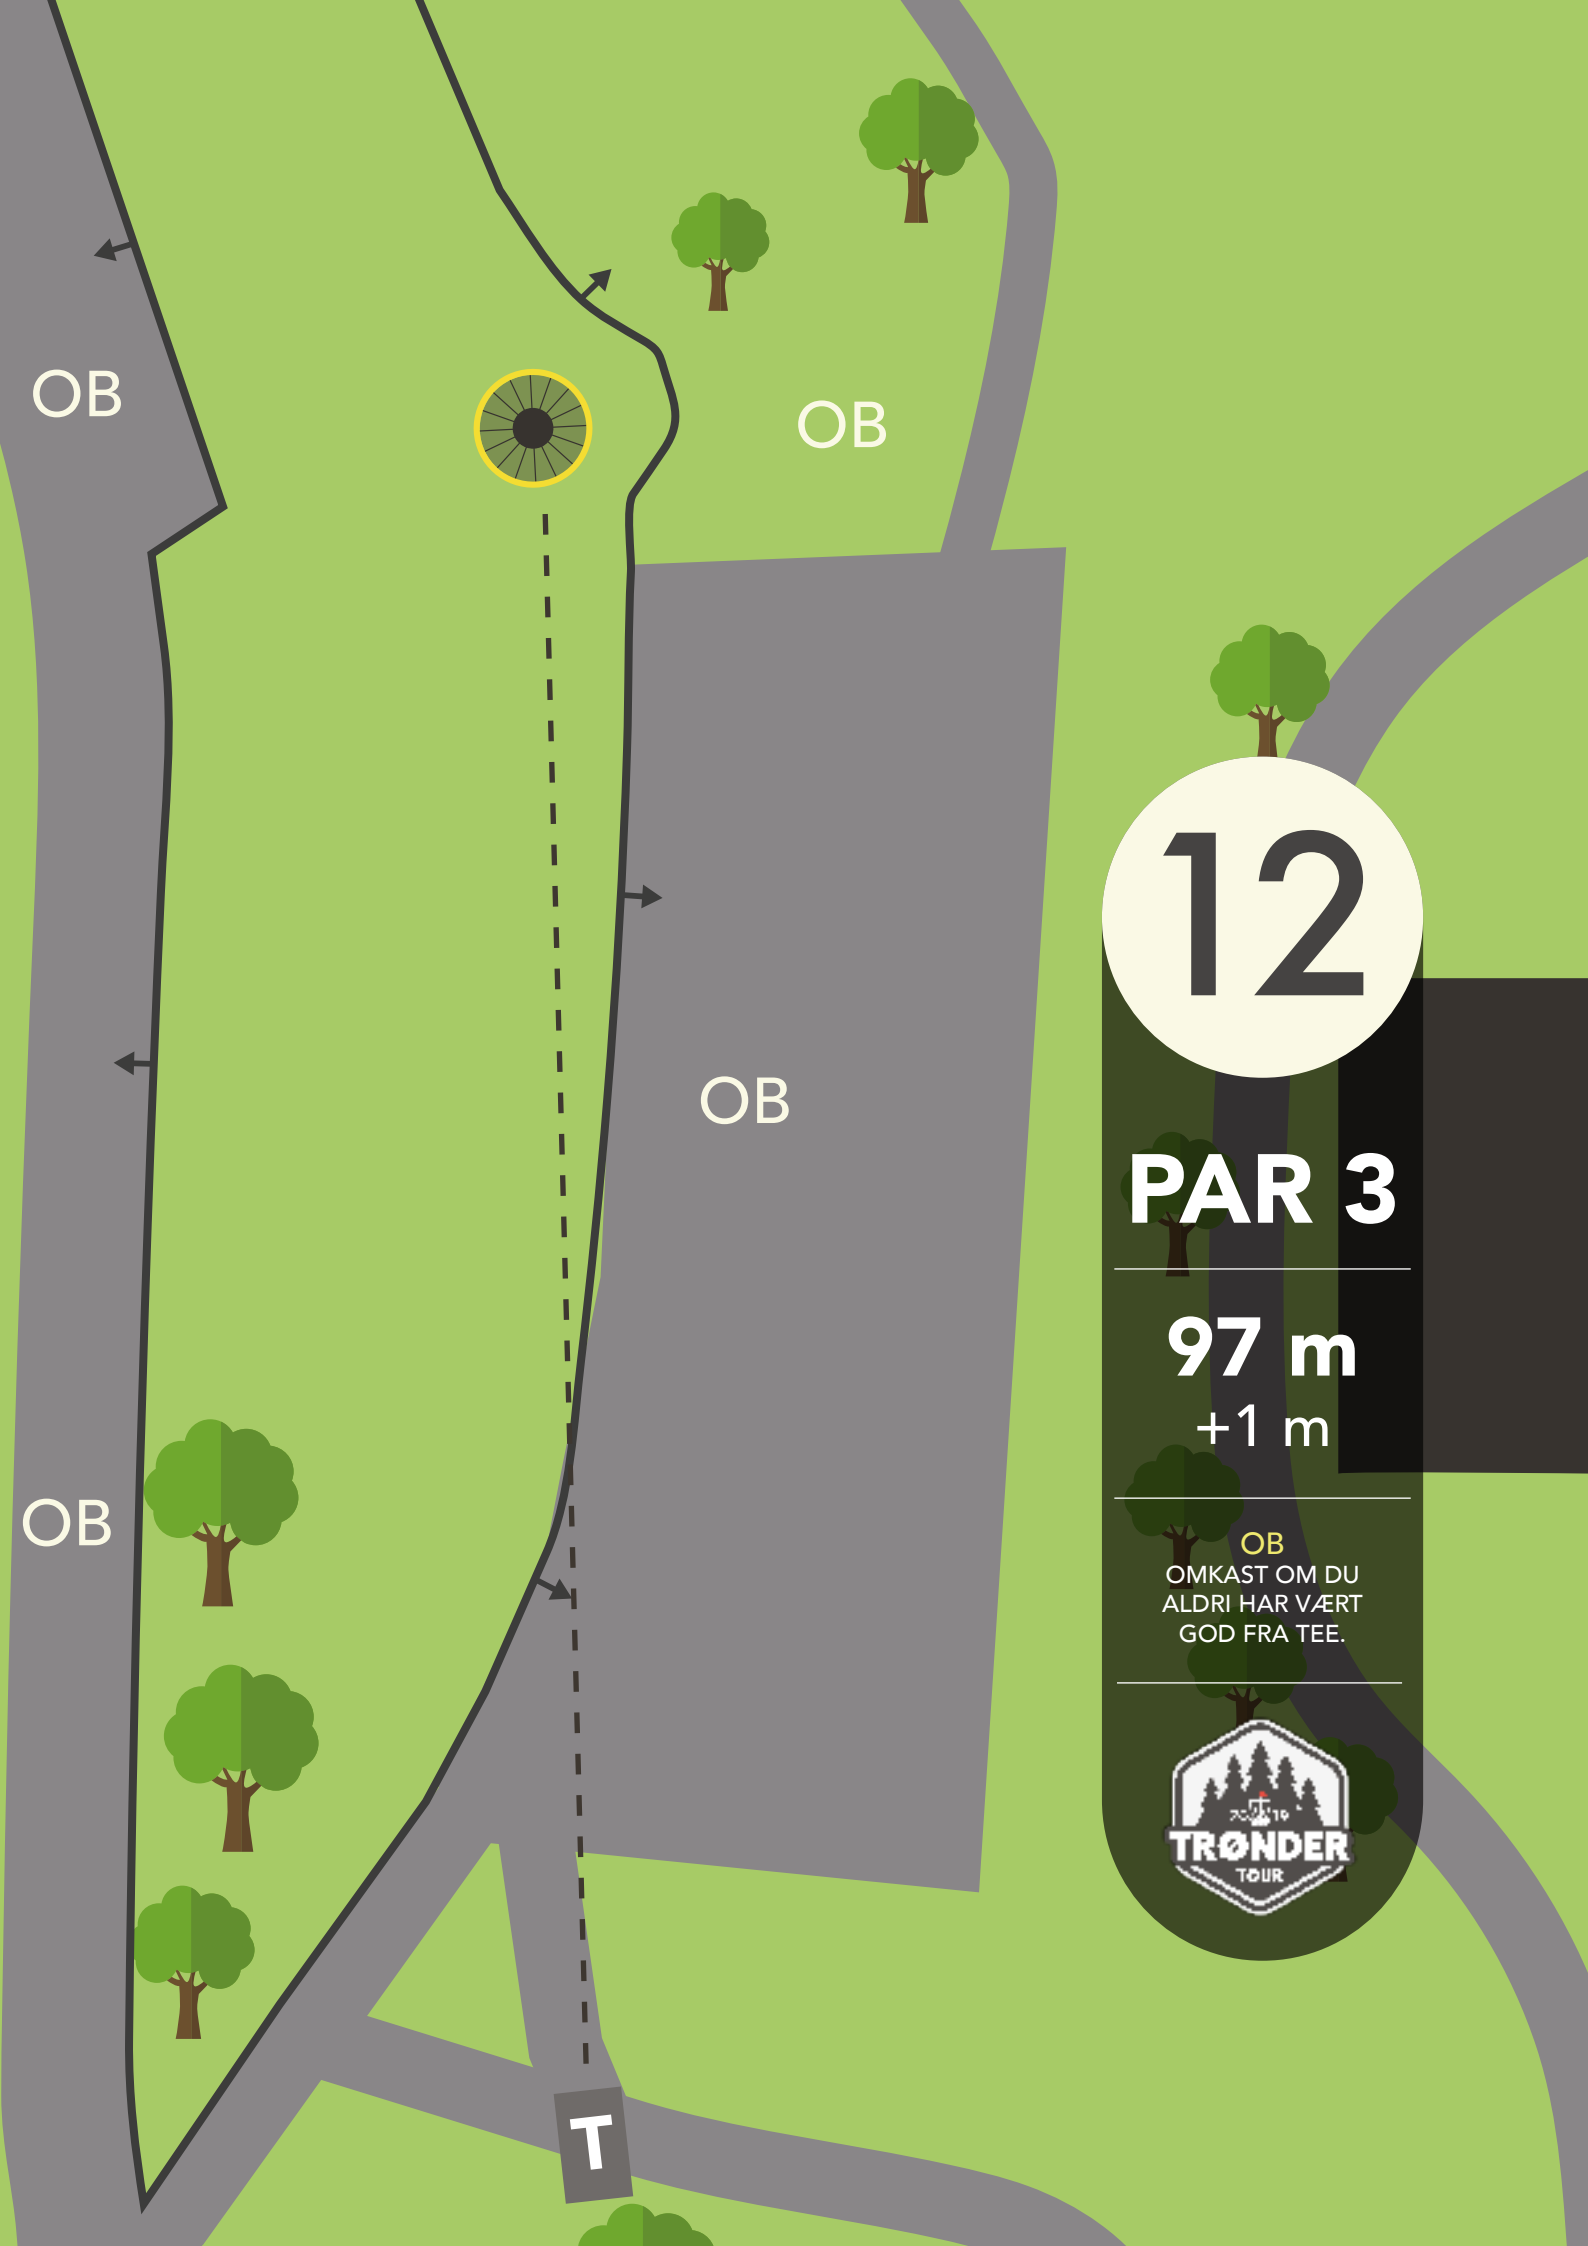 OB
OB
OB
OB
12
PAR 3
97 m
+1 m
OB
OMKAST OM DU
ALDRI HAR VÆRT
GOD FRA TEE.
TRØNDER
TOUR
T